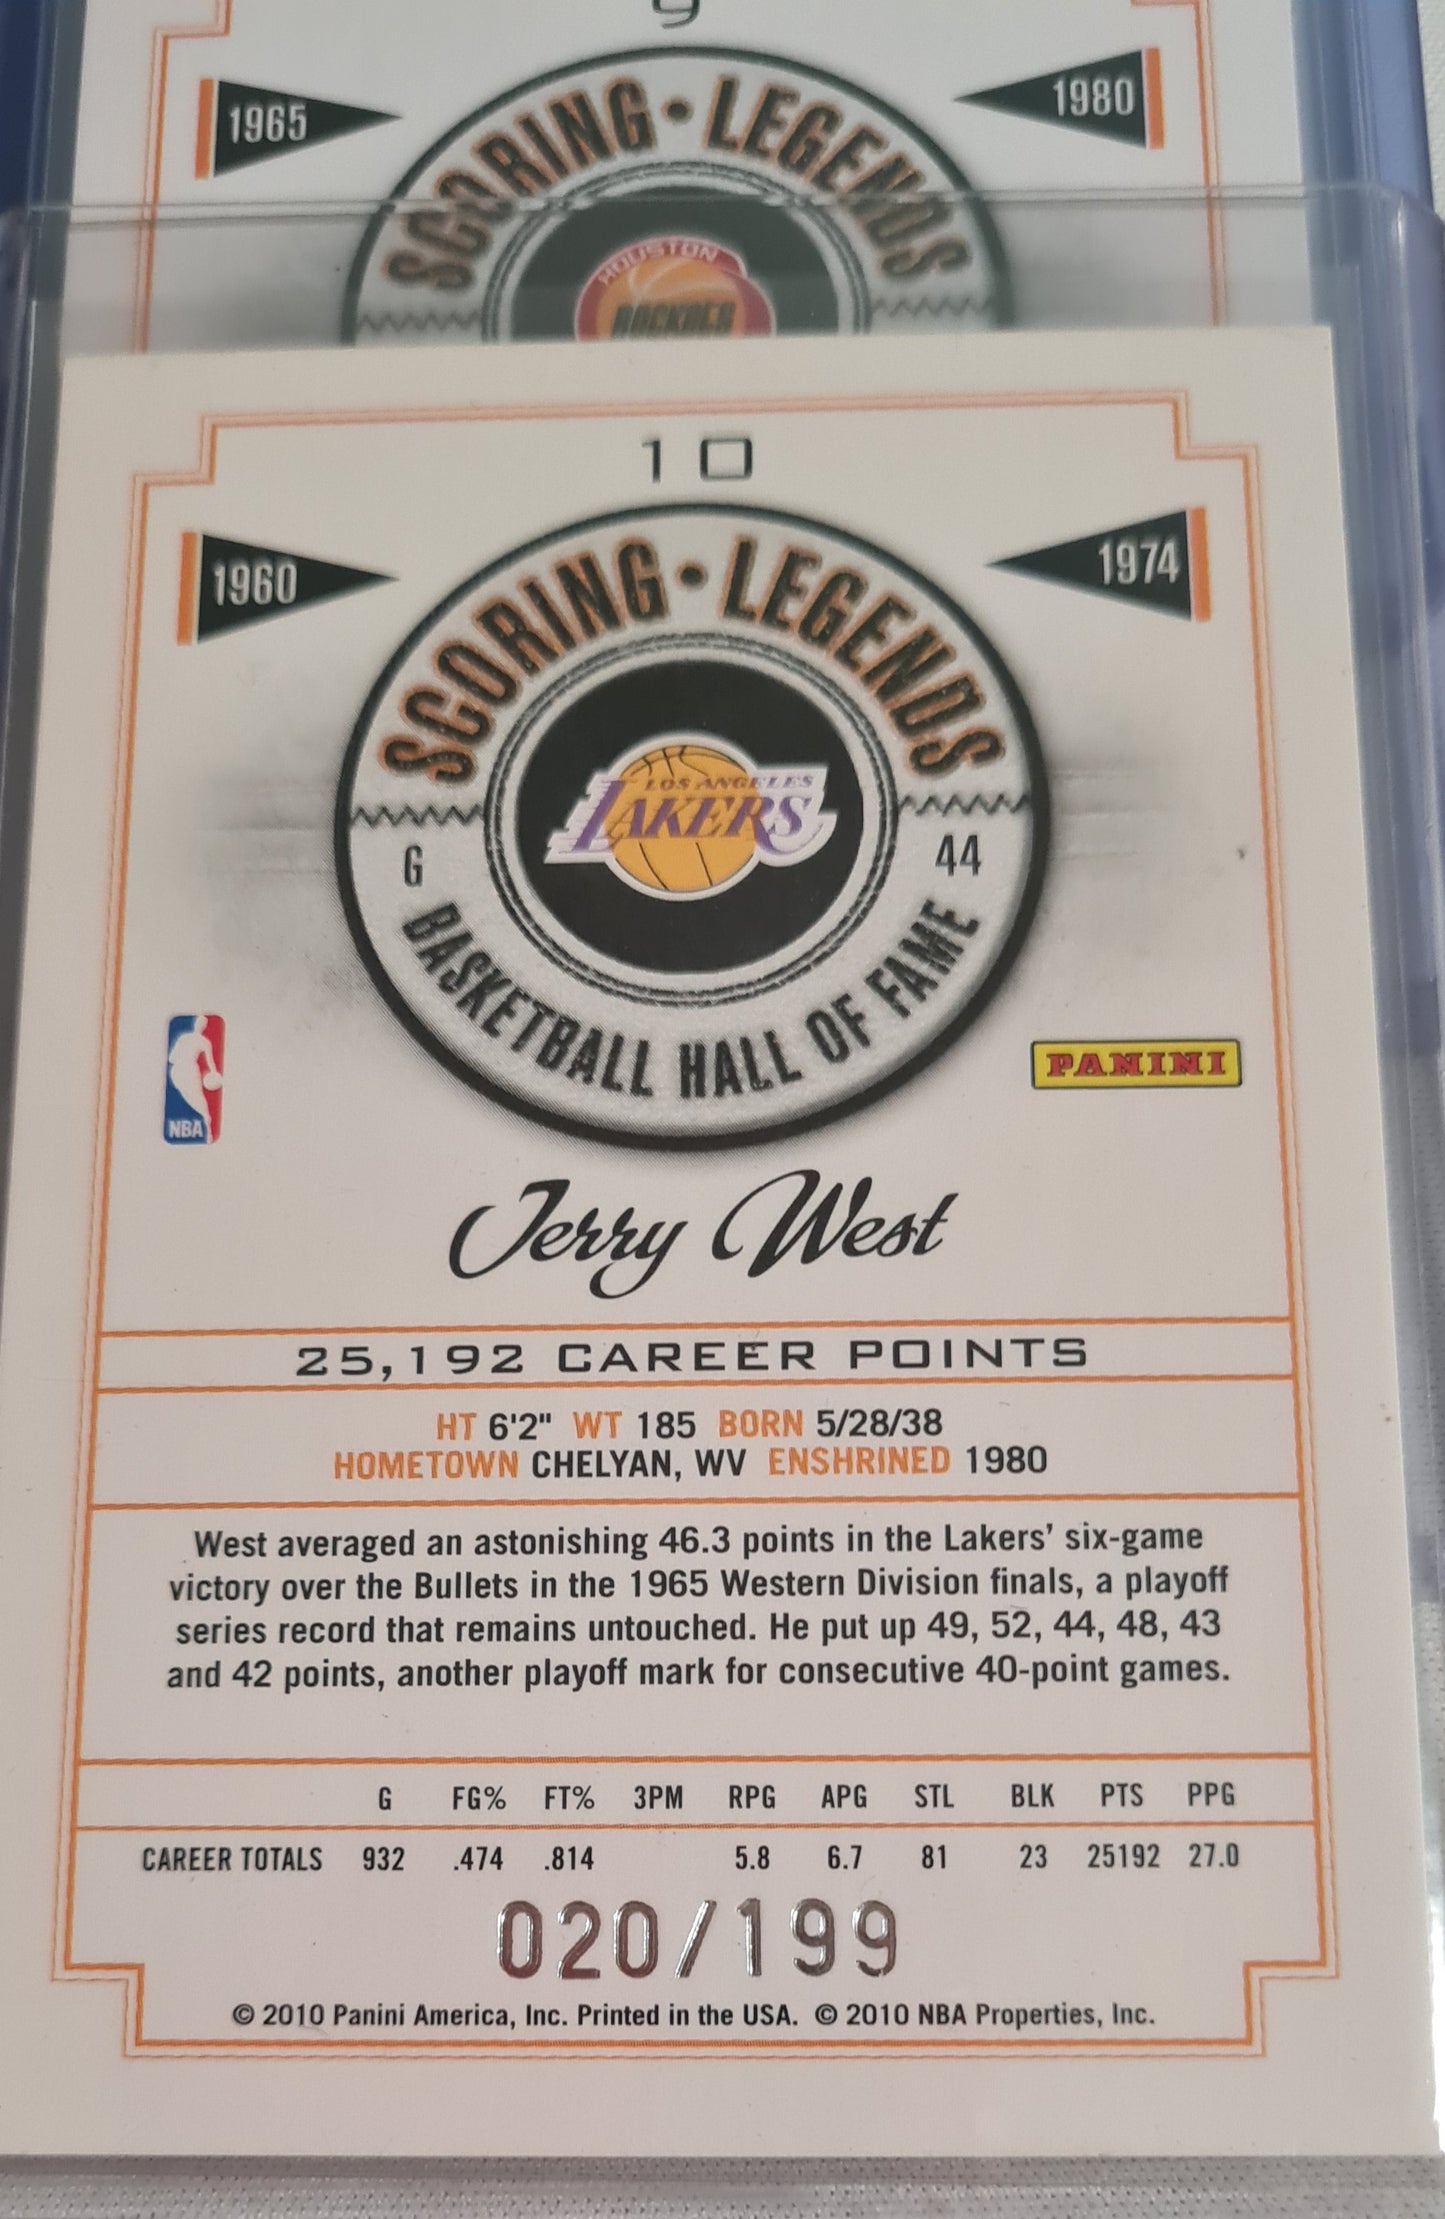 9
1965
1980
SCORING • LEGENDS
HOUSTON
ROCKETS
10
1960
1974
SCORING • LEGENDS
LOS ANGELES
LAKERS
G
44
BASKETBALL HALL OF FAME
NBA
PANINI
Jerry West
25,192 CAREER POINTS
HT 6'2" WT 185 BORN 5/28/38
HOMETOWN CHELYAN, WV ENSHRINED 1980
West averaged an astonishing 46.3 points in the Lakers' six-game
victory over the Bullets in the 1965 Western Division finals, a playoff
series record that remains untouched. He put up 49, 52, 44, 48, 43
and 42 points, another playoff mark for consecutive 40-point games.
G FG% FT% 3PM RPG APG STL BLK PTS PPG
CAREER TOTALS 932 .474 .814 5.8 6.7 81 23 25192 27.0
020/199
© 2010 Panini America, Inc. Printed in the USA. © 2010 NBA Properties, Inc.